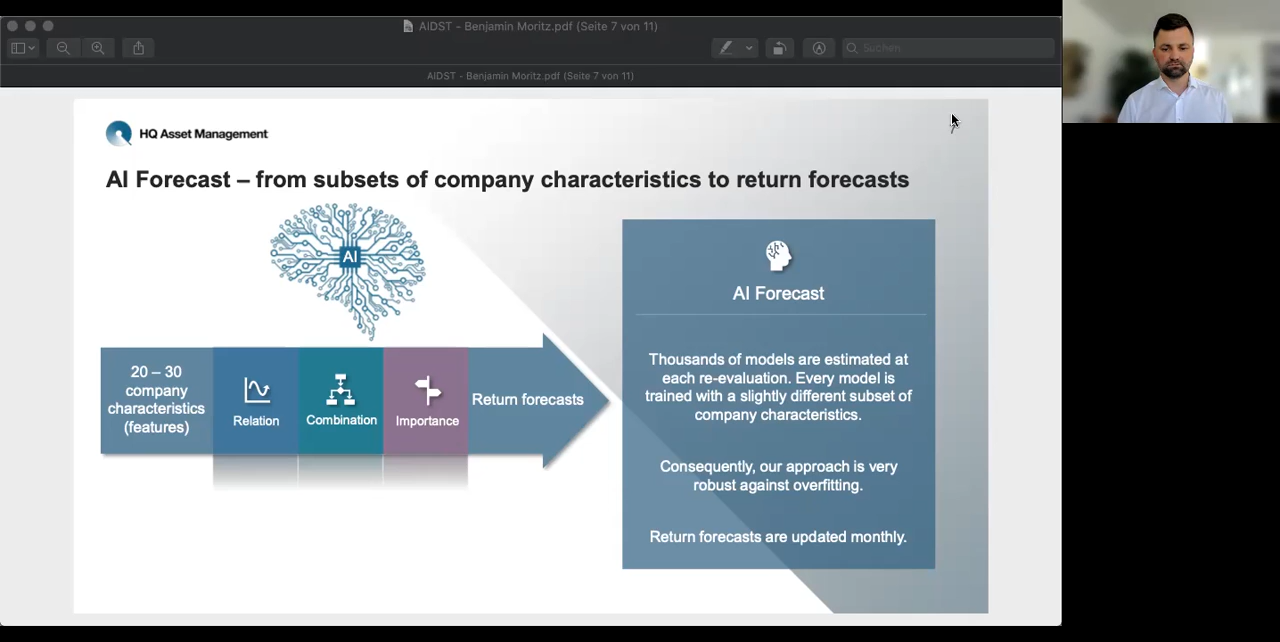 AIDST - Benjamin Moritz.pdf (Seite 7 von 11)
Suchen
AIDST - Benjamin Moritz.pdf (Seite 7 von 11)
HQ Asset Management
AI Forecast – from subsets of company characteristics to return forecasts
AI
20 – 30
company
characteristics
(features)
Relation
Combination
Importance
Return forecasts
AI Forecast
Thousands of models are estimated at
each re-evaluation. Every model is
trained with a slightly different subset of
company characteristics.
Consequently, our approach is very
robust against overfitting.
Return forecasts are updated monthly.